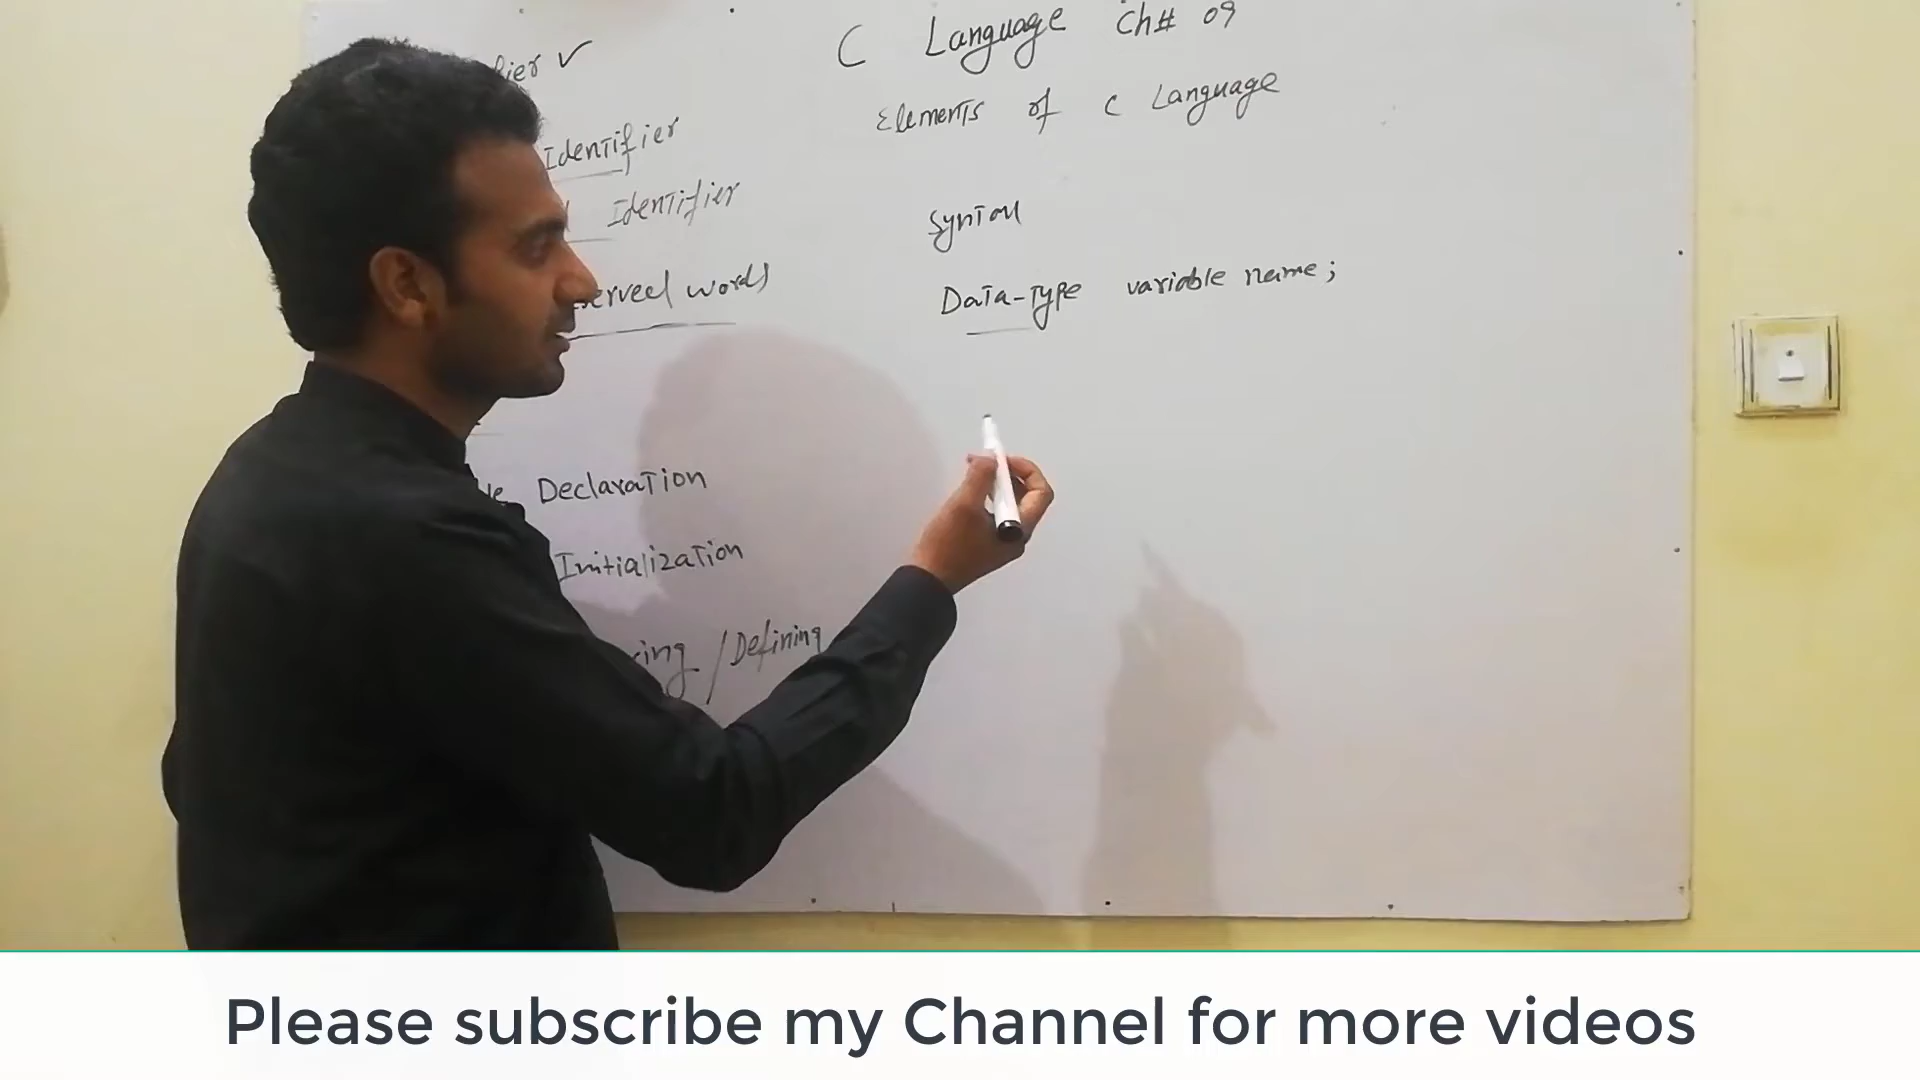 C Language Ch# 09
Elements of C Language
Identifier
Identifier
words
Declaration
Initialization
/Defining
Syntax
Data-Type variable name;
Please subscribe my Channel for more videos